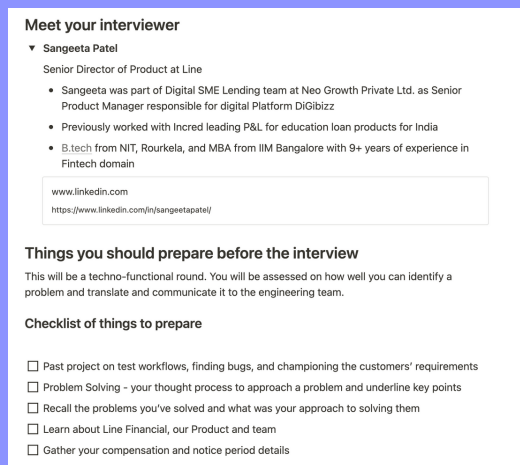 Meet your interviewer
Sangeeta Patel
Senior Director of Product at Line
Sangeeta was part of Digital SME Lending team at Neo Growth Private Ltd. as Senior
Product Manager responsible for digital Platform DiGibizz
Previously worked with Incred leading P&L for education loan products for India
B.tech from NIT, Rourkela, and MBA from IIM Bangalore with 9+ years of experience in
Fintech domain
www.linkedin.com
https://www.linkedin.com/in/sangeetapatel/
Things you should prepare before the interview
This will be a techno-functional round. You will be assessed on how well you can identify a
problem and translate and communicate it to the engineering team.
Checklist of things to prepare
Past project on test workflows, finding bugs, and championing the customers’ requirements
Problem Solving - your thought process to approach a problem and underline key points
Recall the problems you’ve solved and what was your approach to solving them
Learn about Line Financial, our Product and team
Gather your compensation and notice period details